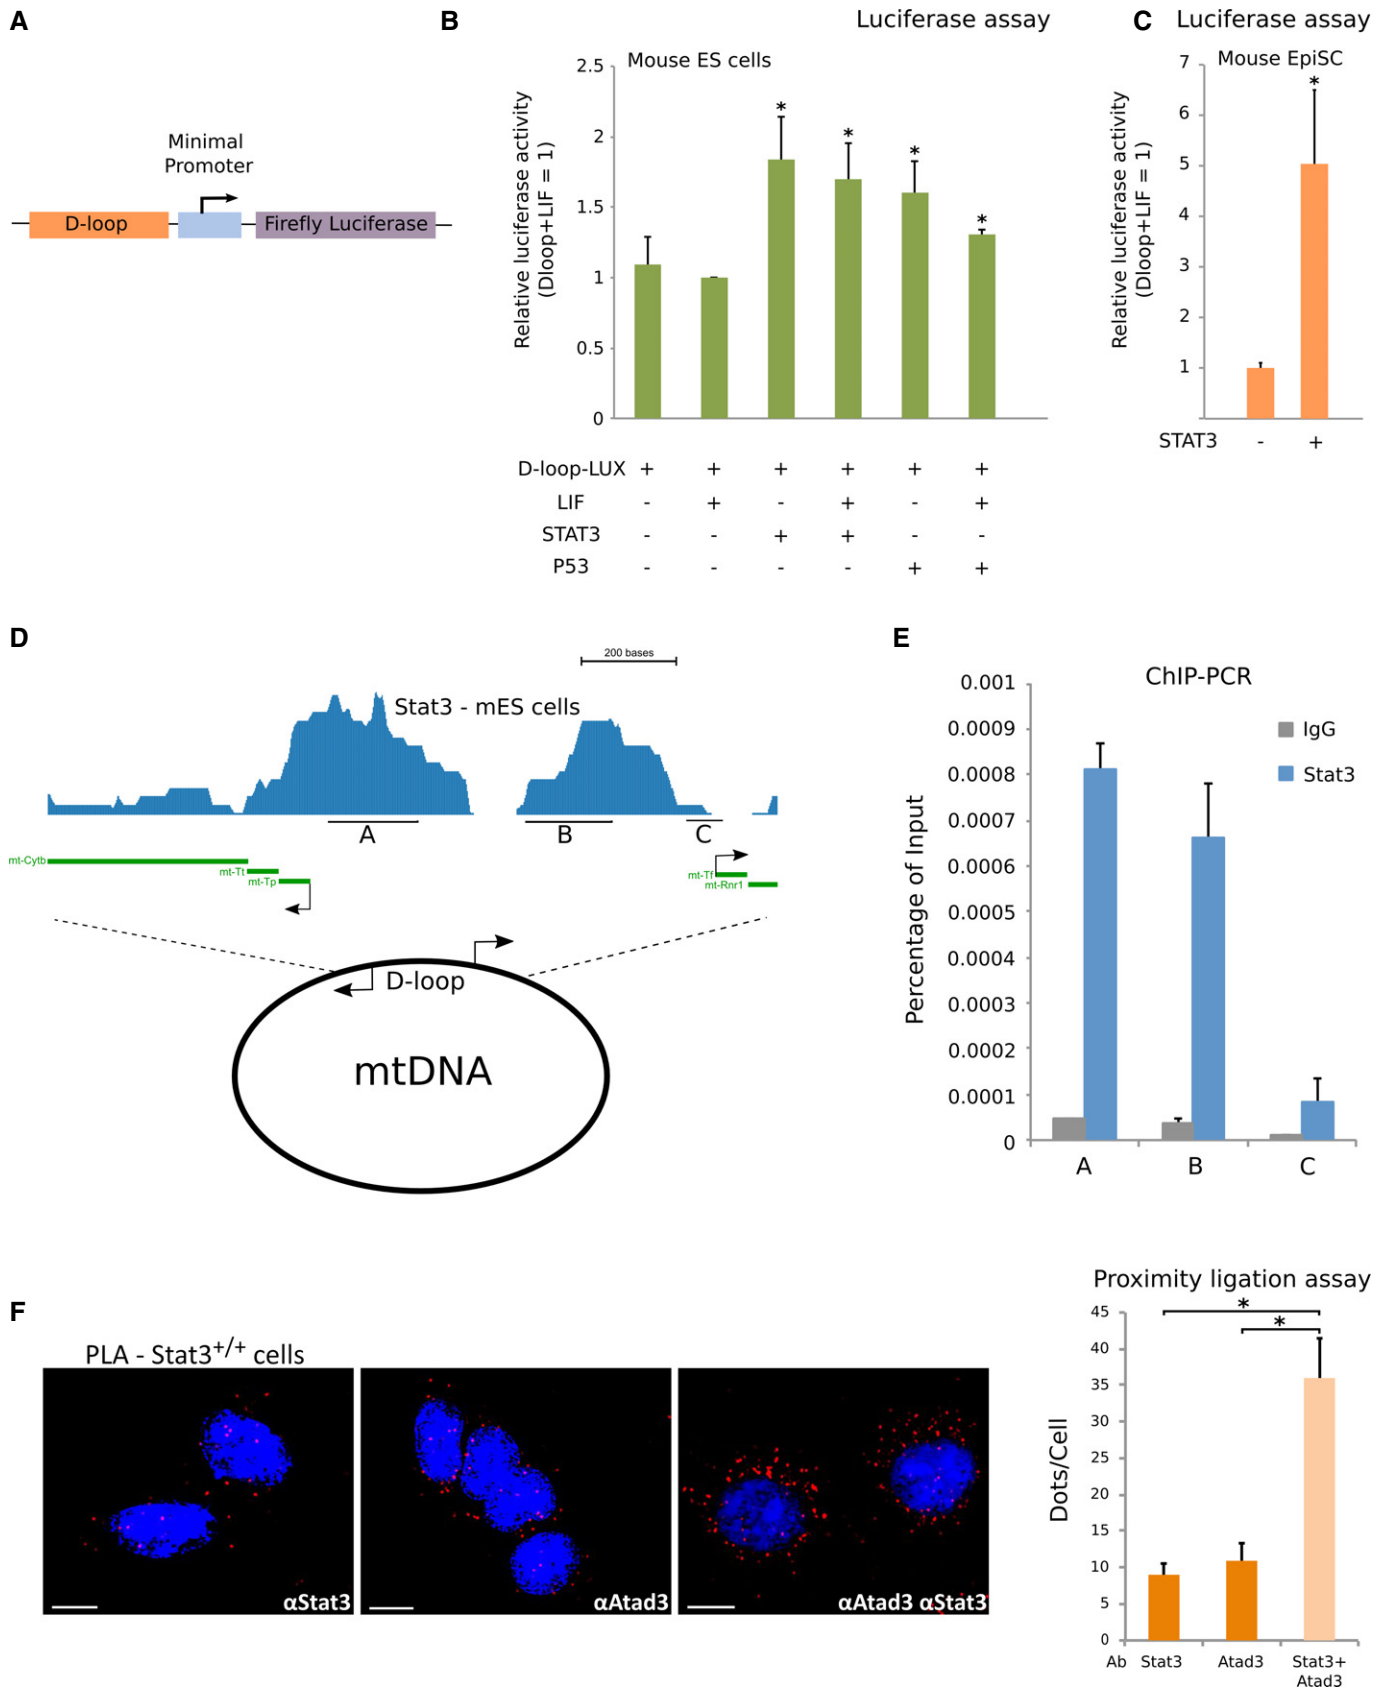 A
Minimal
Promoter
D-loop
Firefly Luciferase
B
Luciferase assay
Mouse ES cells
Relative luciferase activity
(Dloop+LIF = 1)
2.5
2
1.5
1
0.5
0
* * * *
D-loop-LUX + + + + + +
LIF - + - + - +
STAT3 - - + + - -
P53 - - - - + +
C
Luciferase assay
Mouse EpiSC
Relative luciferase activity
(Dloop+LIF = 1)
7
6
5
4
3
2
1
*
STAT3 - +
D
200 bases
Stat3 - mES cells
A B C
mt-Cytb
mt-Tt
mt-Tp
mt-Tf
mt-Rnr1
D-loop
mtDNA
E
ChIP-PCR
Percentage of Input
0.001
0.0009
0.0008
0.0007
0.0006
0.0005
0.0004
0.0003
0.0002
0.0001
0
IgG
Stat3
A B C
F
PLA - Stat3+/+ cells
αStat3
αAtad3
αAtad3 αStat3
Proximity ligation assay
Dots/Cell
45
40
35
30
25
20
15
10
5
0
*
*
Ab Stat3 Atad3 Stat3+
Atad3